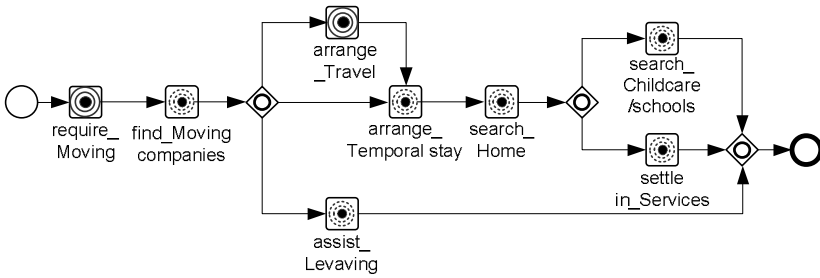 arrange
_Travel
search_
Childcare
/schools
require_
Moving
find_Moving
companies
arrange_
Temporal stay
search_
Home
settle
in_Services
assist_
Levaving